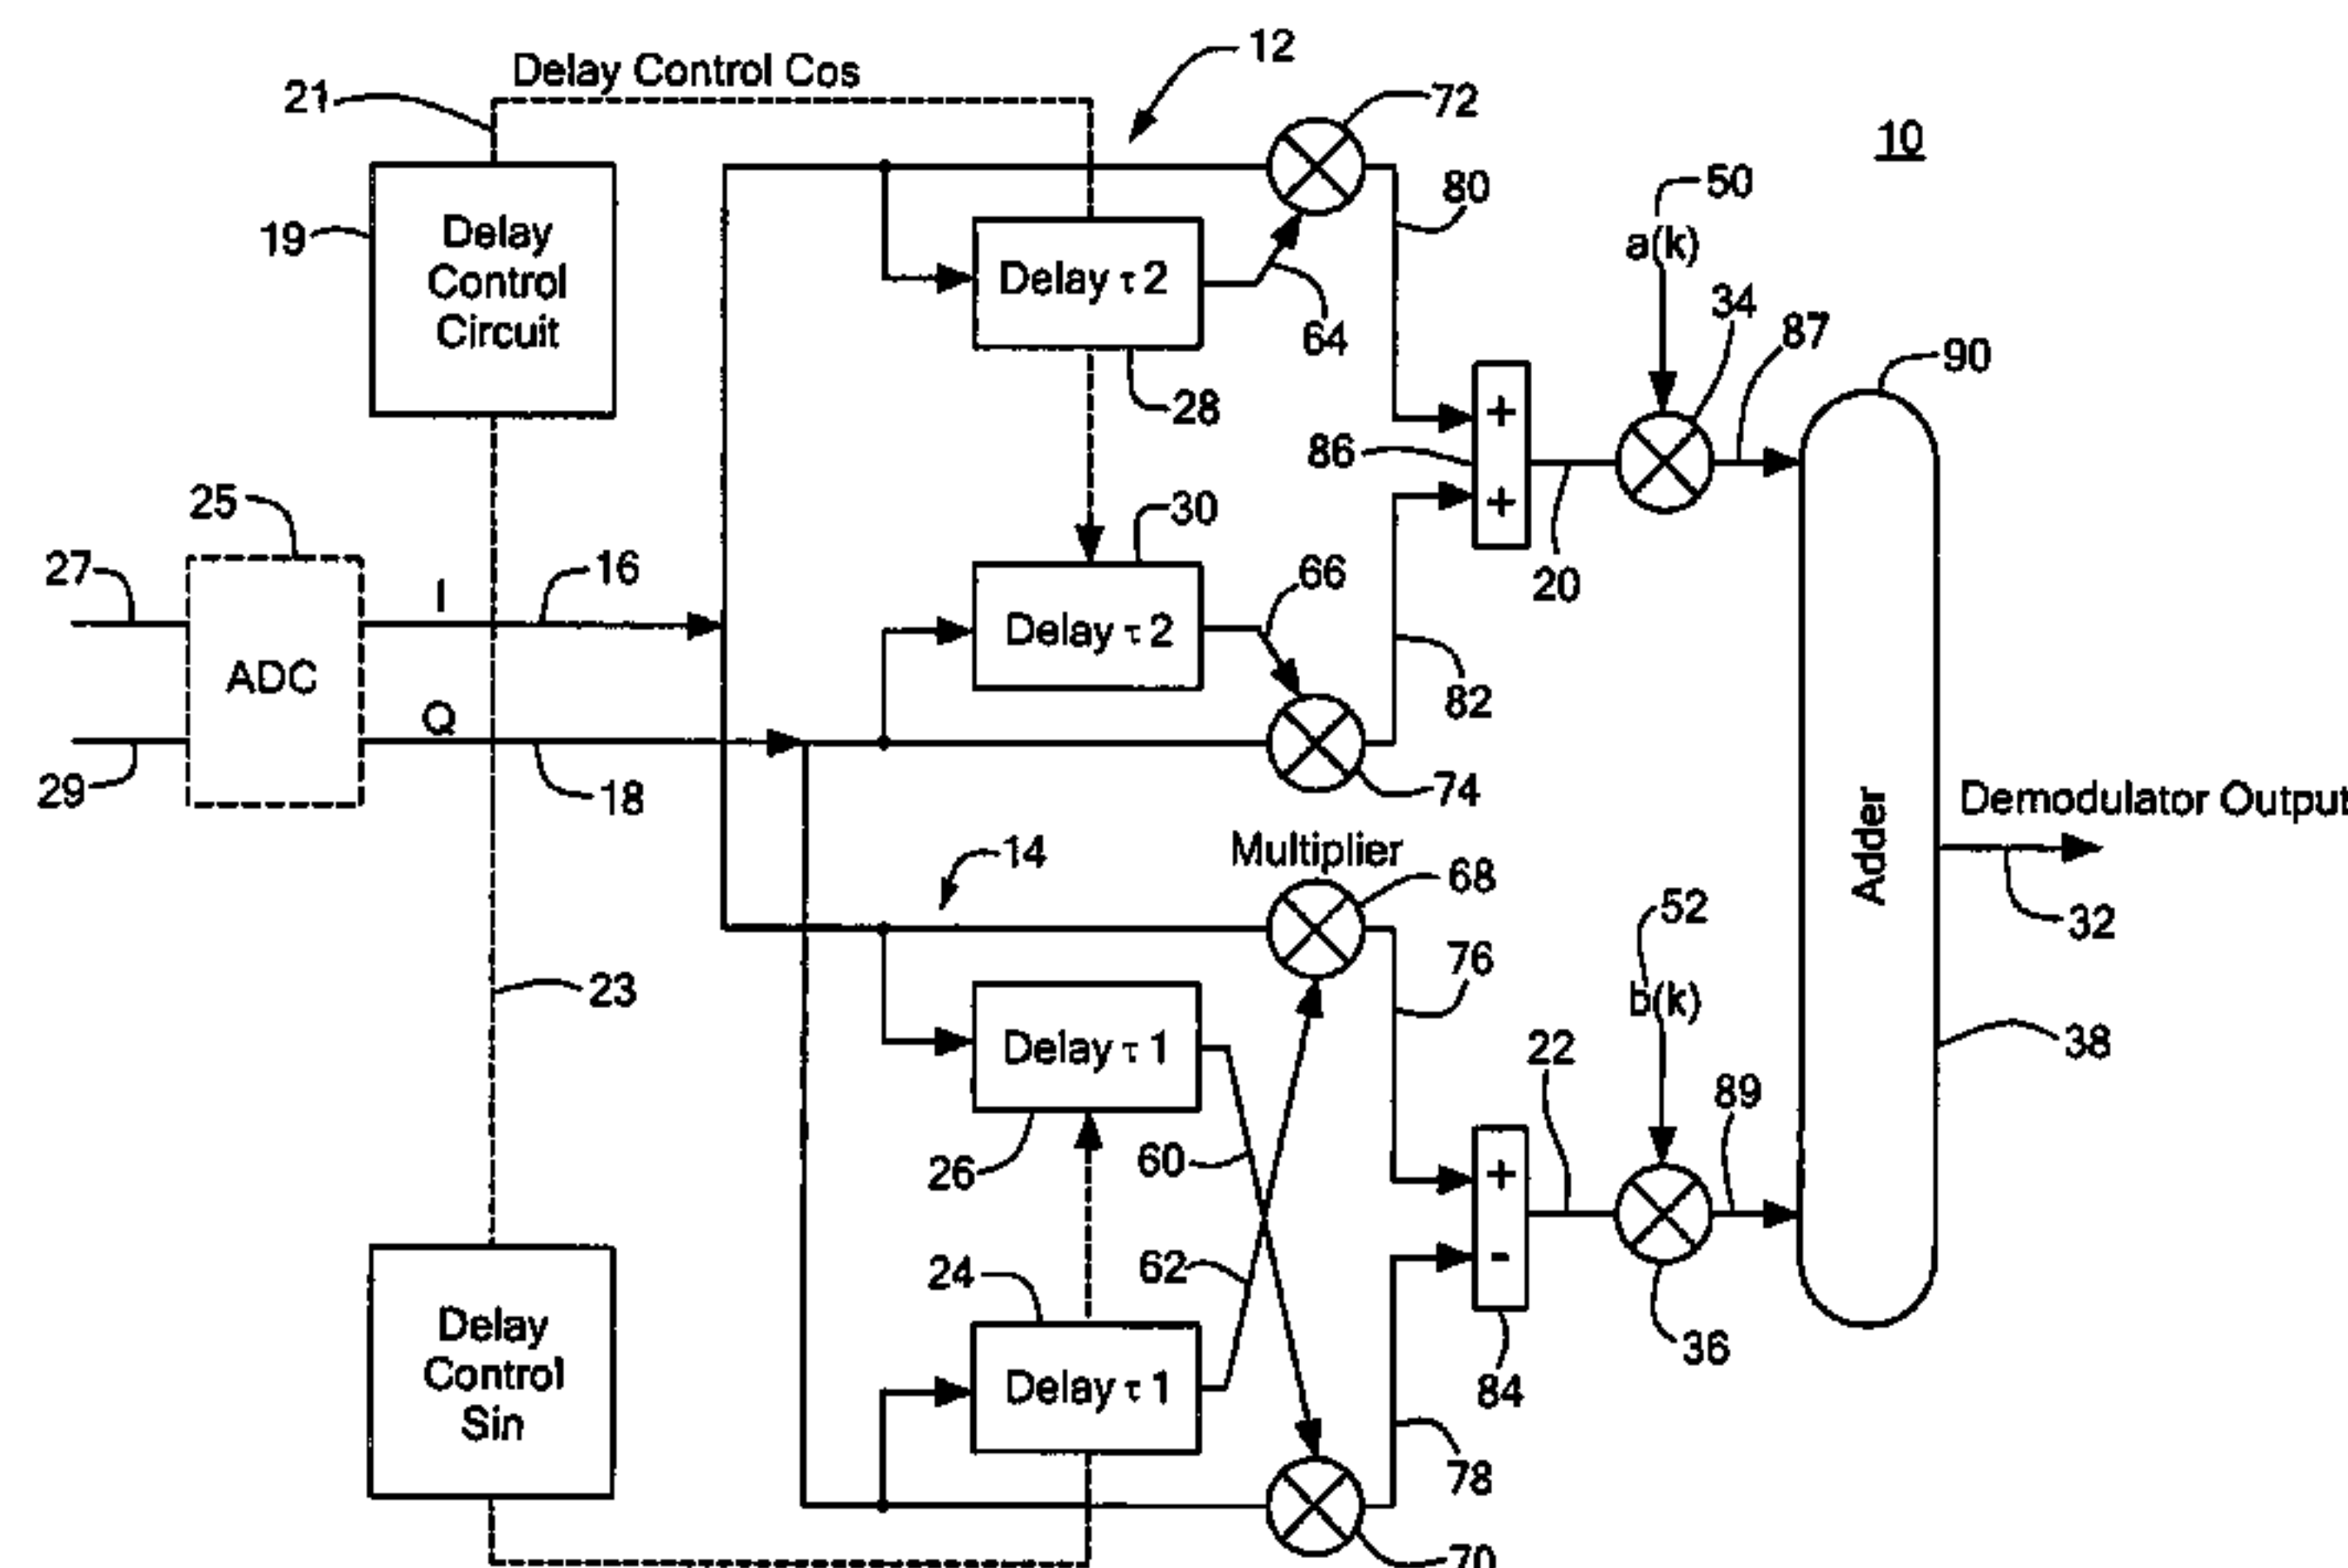 Delay Control Cos
12
21
72
10
80
50
a(k)
19
Delay
Control
Circuit
Delay τ 2
64
34
87
90
28
+
86
+
25
30
20
27
I
16
66
ADC
Delay τ 2
Q
82
29
18
74
Demodulator Output
Adder
32
14
Multiplier
68
52
b(k)
76
23
Delay τ 1
22
38
89
26
60
+
62
-
24
Delay
Control
Sin
Delay τ 1
36
84
78
70